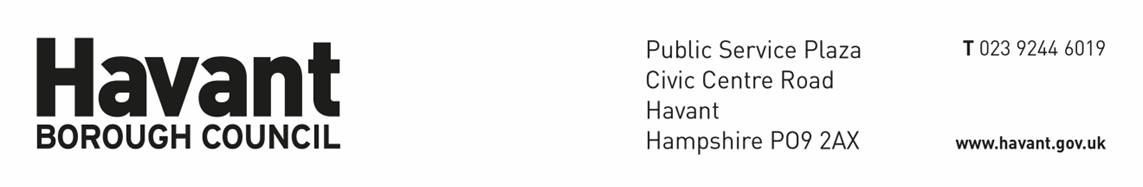 Havant
BOROUGH COUNCIL
Public Service Plaza
Civic Centre Road
Havant
Hampshire PO9 2AX
T 023 9244 6019
www.havant.gov.uk